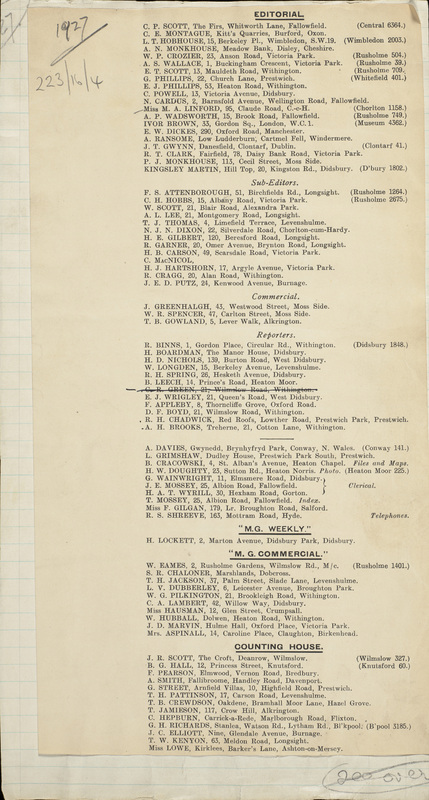 1927
223/16/4
EDITORIAL.
C. P. SCOTT, The Firs, Whitworth Lane, Fallowfield. (Central 6364.)
C. E. MONTAGUE, Kitt's Quarries, Burford, Oxon.
L. T. HOBHOUSE, 15, Berkeley Pl., Wimbledon, S.W.19. (Wimbledon 2003.)
A. N. MONKHOUSE, Meadow Bank, Disley, Cheshire.
W. P. CROZIER, 25, Anson Road, Victoria Park. (Rusholme 504.)
A. S. WALLACE, 1, Buckingham Crescent, Victoria Park. (Rusholme 39.)
E. T. SCOTT, 13, Mauldeth Road, Withington. (Rusholme 709.)
G. PHILLIPS, 22, Church Lane, Prestwich. (Whitefield 401.)
E. J. PHILLIPS, 53, Heaton Road, Withington.
C. POWELL, 13, Victoria Avenue, Didsbury.
N. CARDUS, 2, Barnsfold Avenue, Wellington Road, Fallowfield.
Miss M. A. LINFORD, 95, Claude Road, C.-c-H. (Chorlton 1158.)
A. P. WADSWORTH, 15, Brook Road, Fallowfield. (Rusholme 749.)
IVOR BROWN, 33, Gordon Sq., London, W.C.1. (Museum 4362.)
E. W. DICKES, 290, Oxford Road, Manchester.
A. RANSOME, Low Ludderburn, Cartmel Fell, Windermere.
J. T. GWYNN, Danesfield, Clontarf, Dublin. (Clontarf 41.)
R. T. CLARK, Fairfield, 78, Daisy Bank Road, Victoria Park.
P. J. MONKHOUSE, 113, Cecil Street, Moss Side.
KINGSLEY MARTIN, Hill Top, 20, Kingston Rd., Didsbury. (D'bury 1802.)
Sub-Editors.
F. S. ATTENBOROUGH, 51, Birchfields Rd., Longsight. (Rusholme 1264.)
C. H. HOBBS, 15, Albany Road, Victoria Park. (Rusholme 2675.)
W. SCOTT, 21, Blair Road, Alexandra Park.
A. L. LEE, 21, Montgomery Road, Longsight.
T. J. THOMAS, 4, Limefield Terrace, Levenshulme.
N. J. N. DIXON, 22, Silverdale Road, Chorlton-cum-Hardy.
H. E. GILBERT, 120, Beresford Road, Longsight.
R. GARNER, 20, Omer Avenue, Brynton Road, Longsight.
H. B. CARSON, 49, Scarsdale Road, Victoria Park.
C. MacNICOL,
H. J. HARTSHORN, 17, Argyle Avenue, Victoria Park.
R. CRAGG, 20, Alan Road, Withington.
J. E. D. PUTZ, 24, Kenwood Avenue, Burnage.
Commercial.
J. GREENHALGH, 43, Westwood Street, Moss Side.
W. R. SPENCER, 47, Carlton Street, Moss Side.
T. B. GOWLAND, 5, Lever Walk, Alkrington.
Reporters.
R. BINNS, 1, Gordon Place, Circular Rd., Withington. (Didsbury 1848.)
H. BOARDMAN, The Manor House, Didsbury.
H. D. NICHOLS, 139, Burton Road, West Didsbury.
W. LONGDEN, 15, Berkeley Avenue, Levenshulme.
R. H. SPRING, 26, Hesketh Avenue, Didsbury.
B. LEECH, 14, Prince's Road, Heaton Moor.
G. R. GREEN, 21, Wilmslow Road, Withington.
E. J. WRIGLEY, 21, Queen's Road, West Didsbury.
F. APPLEBY, 8, Thorncliffe Grove, Oxford Road.
D. F. BOYD, 21, Wilmslow Road, Withington.
R. H. CHADWICK, Red Roofs, Lowther Road, Prestwich Park, Prestwich.
A. H. BROOKS, Treherne, 21, Cotton Lane, Withington.
A. DAVIES, Gwynedd, Brynhyfryd Park, Conway, N. Wales. (Conway 141.)
L. GRIMSHAW, Dudley House, Prestwich Park South, Prestwich.
B. CRACOWSKI, 4, St. Alban's Avenue, Heaton Chapel. Files and Maps.
H. W. DOUGHTY, 23, Sutton Rd., Heaton Norris. Photo. (Heaton Moor 225.)
G. WAINWRIGHT, 11, Elmsmere Road, Didsbury.
J. E. MOSSEY, 25, Albion Road, Fallowfield. Clerical.
H. A. T. WYRILL, 30, Hexham Road, Gorton.
T. MOSSEY, 25, Albion Road, Fallowfield. Index.
Miss F. GILGAN, 179, Lr. Broughton Road, Salford.
R. S. SHREEVE, 163, Mottram Road, Hyde. Telephones.
"M.G. WEEKLY."
H. LOCKETT, 2, Marton Avenue, Didsbury Park, Didsbury.
"M. G. COMMERCIAL."
W. EAMES, 2, Rusholme Gardens, Wilmslow Rd., M/c. (Rusholme 1401.)
S. R. CHALONER, Marshlands, Dobcross.
T. H. JACKSON, 37, Palm Street, Slade Lane, Levenshulme.
L. V. DUBBERLEY, 6, Leicester Avenue, Broughton Park.
W. G. PILKINGTON, 21, Brookleigh Road, Withington.
C. A. LAMBERT, 42, Willow Way, Didsbury.
Miss HAUSMAN, 12, Glen Street, Crumpsall.
W. HUBBALL, Dolwen, Heaton Road, Withington.
J. D. MARVIN, Hulme Hall, Oxford Place, Victoria Park.
Mrs. ASPINALL, 14, Caroline Place, Claughton, Birkenhead.
COUNTING HOUSE.
J. R. SCOTT, The Croft, Deanrow, Wilmslow. (Wilmslow 327.)
B. G. HALL, 12, Princess Street, Knutsford. (Knutsford 60.)
F. PEARSON, Elmwood, Vernon Road, Bredbury.
A. SMITH, Fallibroome, Handley Road, Davenport.
G. STREET, Arnfield Villas, 10, Highfield Road, Prestwich.
T. H. PATTINSON, 17, Carson Road, Levenshulme.
T. B. CREWDSON, Oakdene, Bramhall Moor Lane, Hazel Grove.
T. JAMIESON, 117, Crow Hill, Alkrington.
C. HEPBURN, Carrick-a-Rede, Marlborough Road, Flixton.
G. H. RICHARDS, Stanlea, Watson Rd., Lytham Rd., Bl'kpool. (B'pool 3185.)
J. C. ELLIOTT, Nine, Glendale Avenue, Burnage.
T. W. KENYON, 63, Meldon Road, Longsight.
Miss LOWE, Kirklees, Barker's Lane, Ashton-on-Mersey.
see over